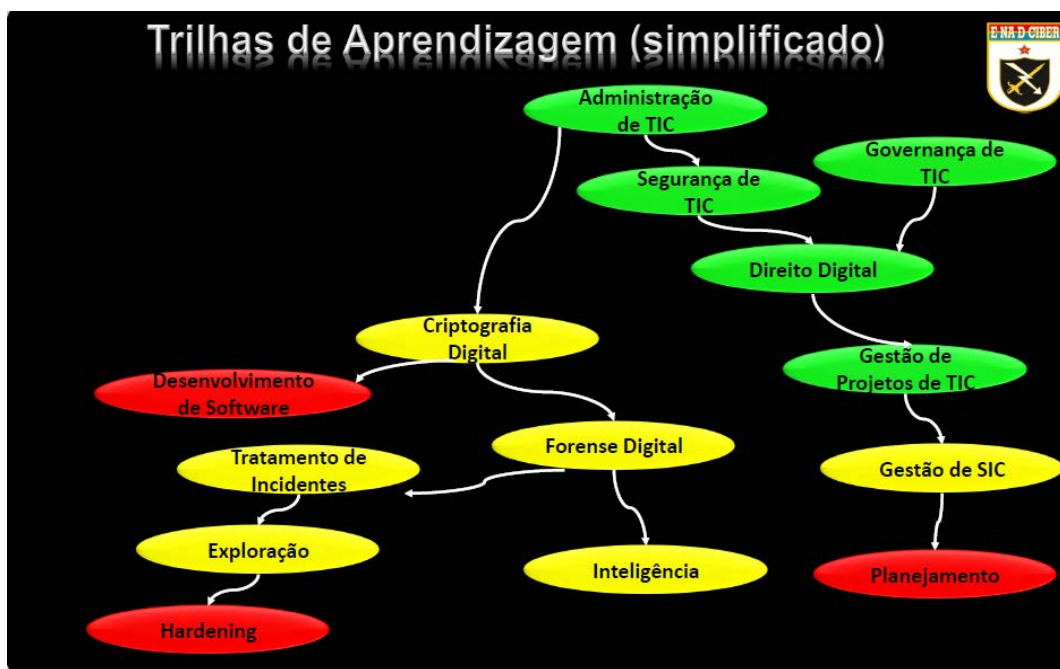 Trilhas de Aprendizagem (simplificado)
E-NA-D-CIBER
Administração
de TIC
Governança de
TIC
Segurança de
TIC
Direito Digital
Criptografia
Digital
Gestão de
Projetos de TIC
Desenvolvimento
de Software
Forense Digital
Tratamento de
Incidentes
Gestão de SIC
Exploração
Inteligência
Planejamento
Hardening